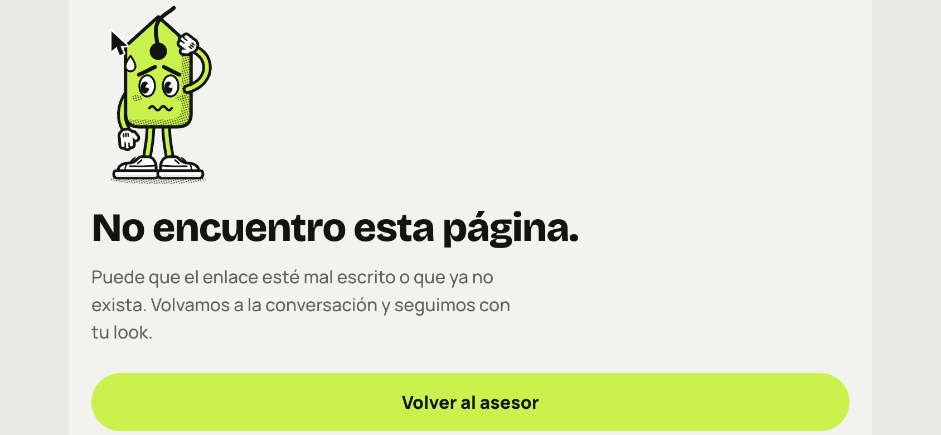 No encuentro esta página.
Puede que el enlace esté mal escrito o que ya no
exista. Volvamos a la conversación y seguimos con
tu look.
Volver al asesor